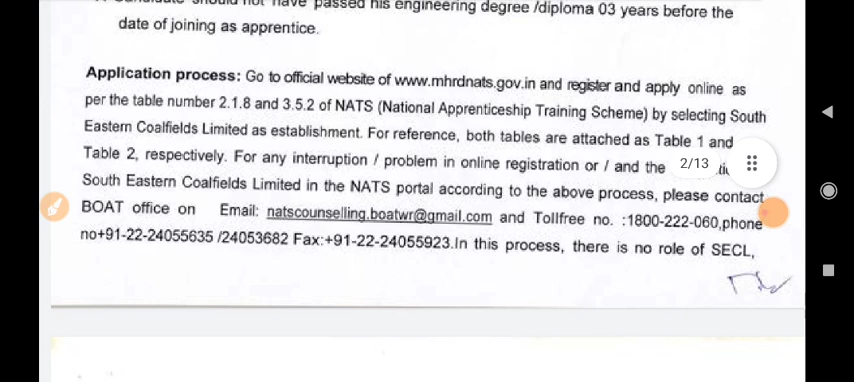 Candidate should not have passed his engineering degree /diploma 03 years before the
date of joining as apprentice.
Application process: Go to official website of www.mhrdnats.gov.in and register and apply online as
per the table number 2.1.8 and 3.5.2 of NATS (National Apprenticeship Training Scheme) by selecting South
Eastern Coalfields Limited as establishment. For reference, both tables are attached as Table 1 and
Table 2, respectively. For any interruption / problem in online registration or / and the
2/13
South Eastern Coalfields Limited in the NATS portal according to the above process, please contact
BOAT office on Email: natscounselling.boatwr@gmail.com and Tollfree no. :1800-222-060,phone
no+91-22-24055635 /24053682 Fax:+91-22-24055923.In this process, there is no role of SECL,